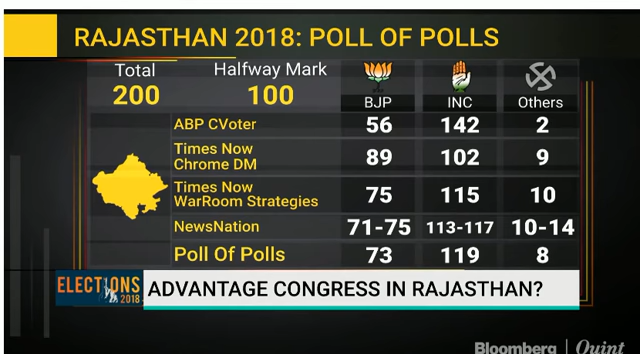 RAJASTHAN 2018: POLL OF POLLS
Total Halfway Mark
200 100
BJP INC Others
ABP CVoter 56 142 2
Times Now
Chrome DM 89 102 9
Times Now
WarRoom Strategies 75 115 10
NewsNation 71-75 113-117 10-14
Poll Of Polls 73 119 8
ELECTIONS
2018
ADVANTAGE CONGRESS IN RAJASTHAN?
Bloomberg | Quint